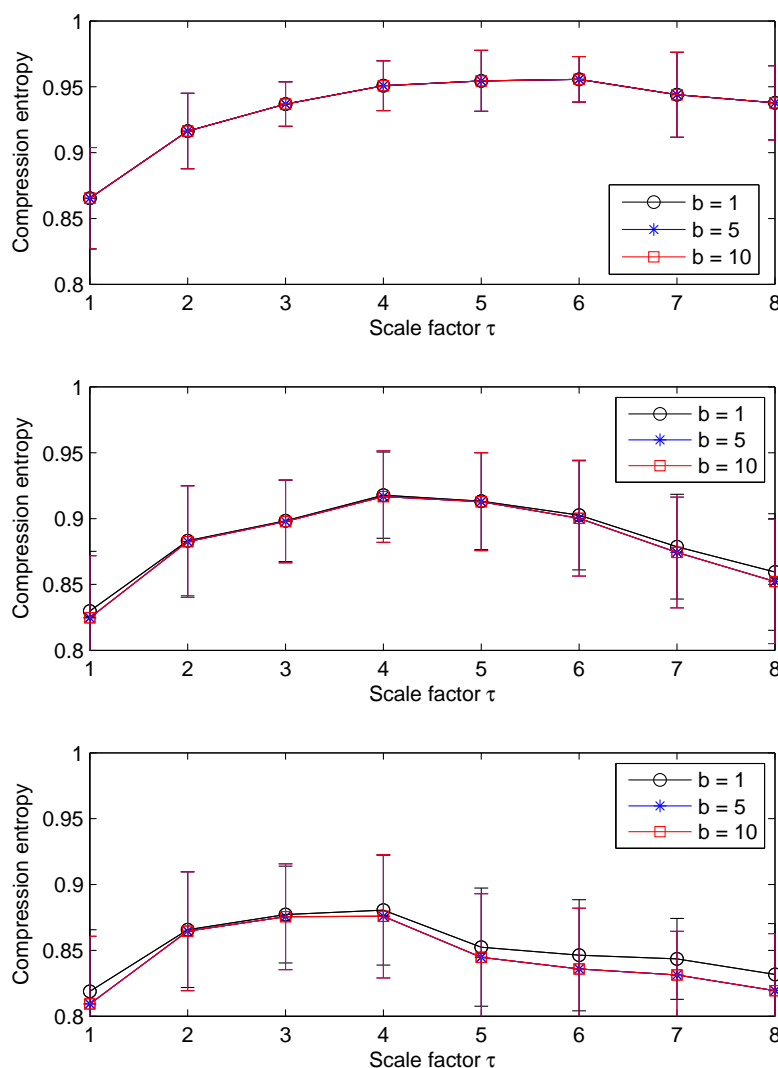 1
0.95
0.9
0.85
0.8
Compression entropy
b = 1
b = 5
b = 10
1 2 3 4 5 6 7 8
Scale factor τ
1
0.95
0.9
0.85
0.8
Compression entropy
b = 1
b = 5
b = 10
1 2 3 4 5 6 7 8
Scale factor τ
1
0.95
0.9
0.85
0.8
Compression entropy
b = 1
b = 5
b = 10
1 2 3 4 5 6 7 8
Scale factor τ